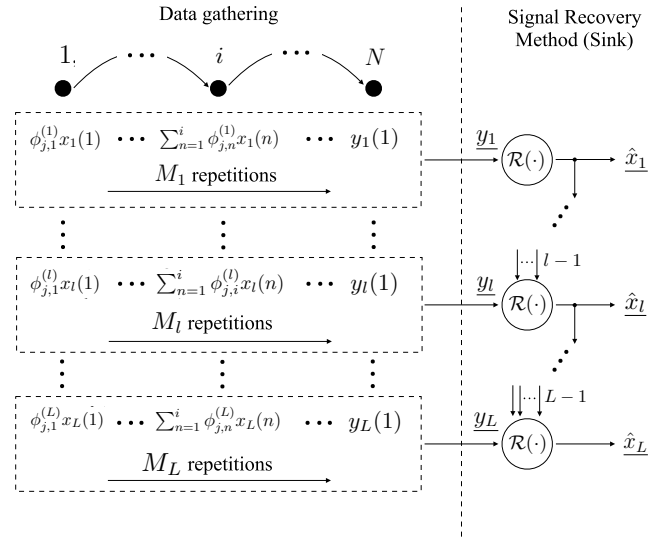 Data gathering
Signal Recovery
Method (Sink)
1, ··· i ··· N
ϕ_{j,1}^{(1)}x_1(1) ··· ∑_{n=1}^{i} ϕ_{j,n}^{(1)}x_1(n) ··· y_1(1)
M_1 repetitions
y_1 R(·) x̂_1
ϕ_{j,1}^{(l)}x_l(1) ··· ∑_{n=1}^{i} ϕ_{j,i}^{(l)}x_l(n) ··· y_l(1)
M_l repetitions
··· l − 1
y_l R(·) x̂_l
ϕ_{j,1}^{(L)}x_L(1) ··· ∑_{n=1}^{i} ϕ_{j,n}^{(L)}x_L(n) ··· y_L(1)
M_L repetitions
··· L − 1
y_L R(·) x̂_L